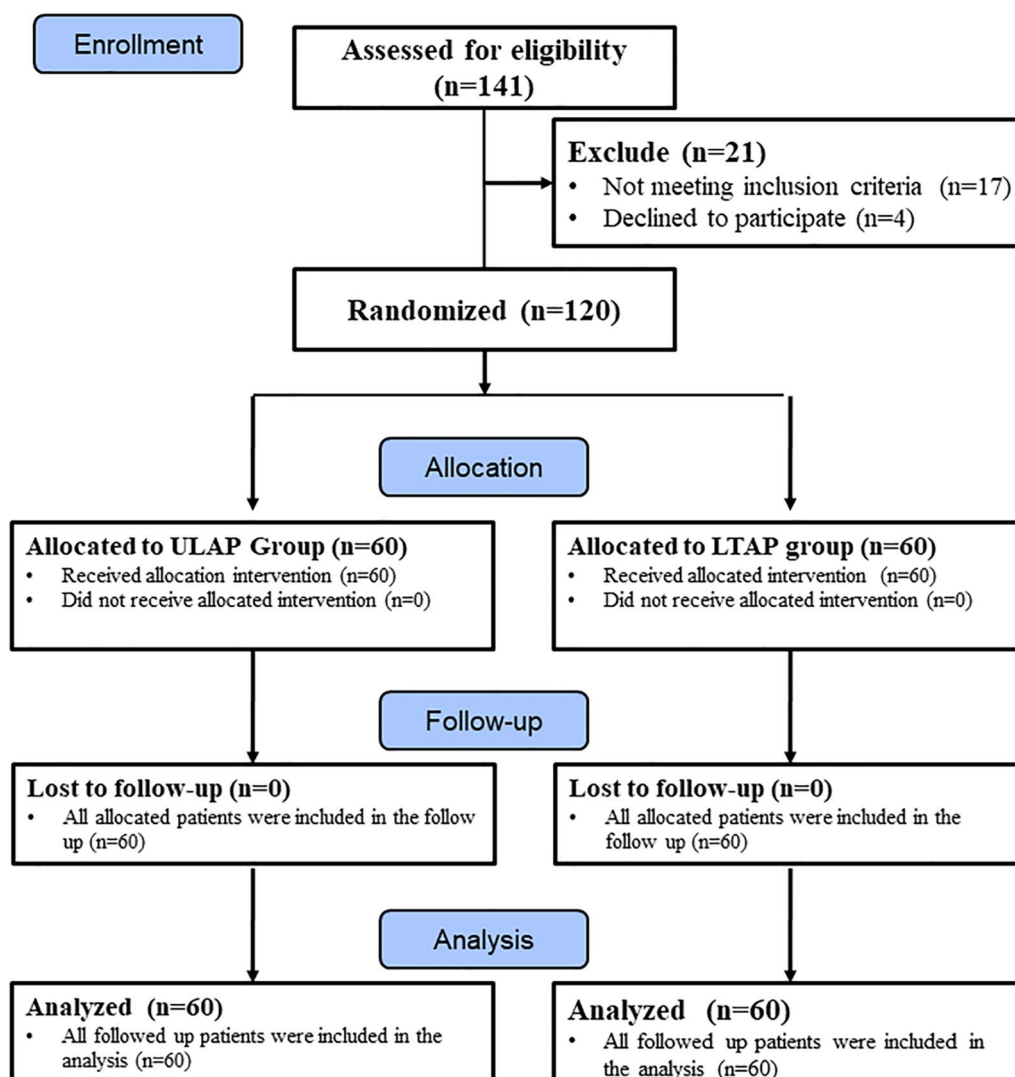 Enrollment
Assessed for eligibility
(n=141)
Exclude (n=21)
• Not meeting inclusion criteria (n=17)
• Declined to participate (n=4)
Randomized (n=120)
Allocation
Allocated to ULAP Group (n=60)
• Received allocation intervention (n=60)
• Did not receive allocated intervention (n=0)
Allocated to LTAP group (n=60)
• Received allocated intervention (n=60)
• Did not receive allocated intervention (n=0)
Follow-up
Lost to follow-up (n=0)
• All allocated patients were included in the follow
up (n=60)
Lost to follow-up (n=0)
• All allocated patients were included in the
follow up (n=60)
Analysis
Analyzed (n=60)
• All followed up patients were included in the
analysis (n=60)
Analyzed (n=60)
• All followed up patients were included in
the analysis (n=60)